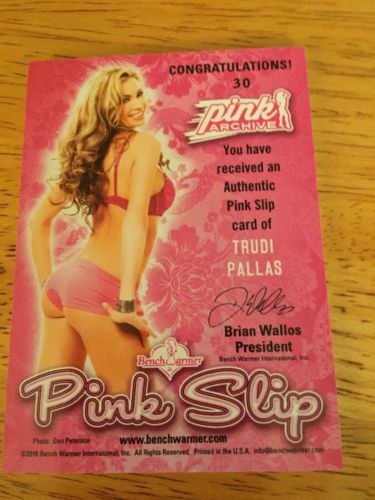 CONGRATULATIONS!
30
pink
ARCHIVE
You have
received an
Authentic
Pink Slip
card of
TRUDI
PALLAS
Brian Wallos
President
Bench Warmer International, Inc.
BenchWarmer
Pink Slip
Photo: Dan Peterson
www.benchwarmer.com
©2016 Bench Warmer International, Inc. All Rights Reserved. Printed in the U.S.A. info@benchwarmer.com